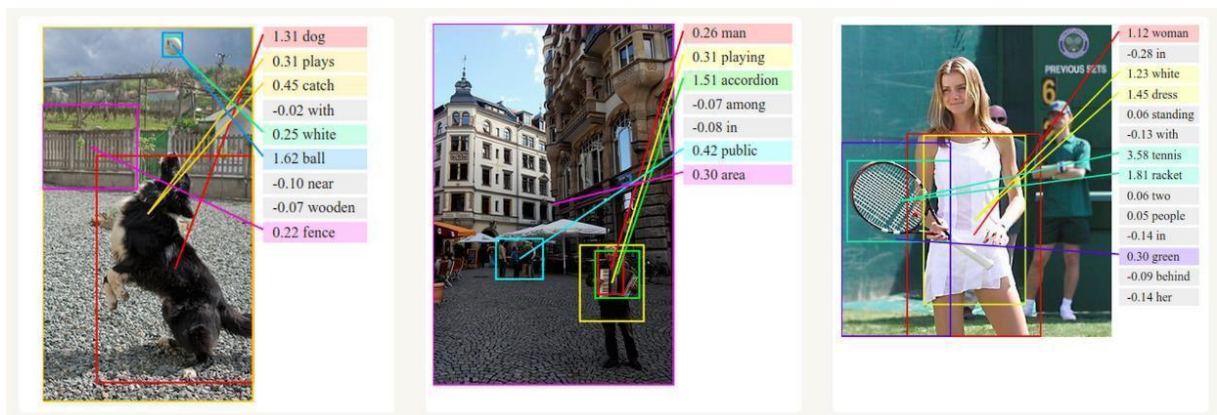 1.31 dog
0.31 plays
0.45 catch
-0.02 with
0.25 white
1.62 ball
-0.10 near
-0.07 wooden
0.22 fence
0.26 man
0.31 playing
1.51 accordion
-0.07 among
-0.08 in
0.42 public
0.30 area
PREVIOUS SETS
6
1.12 woman
-0.28 in
1.23 white
1.45 dress
0.06 standing
-0.13 with
3.58 tennis
1.81 racket
0.06 two
0.05 people
-0.14 in
0.30 green
-0.09 behind
-0.14 her